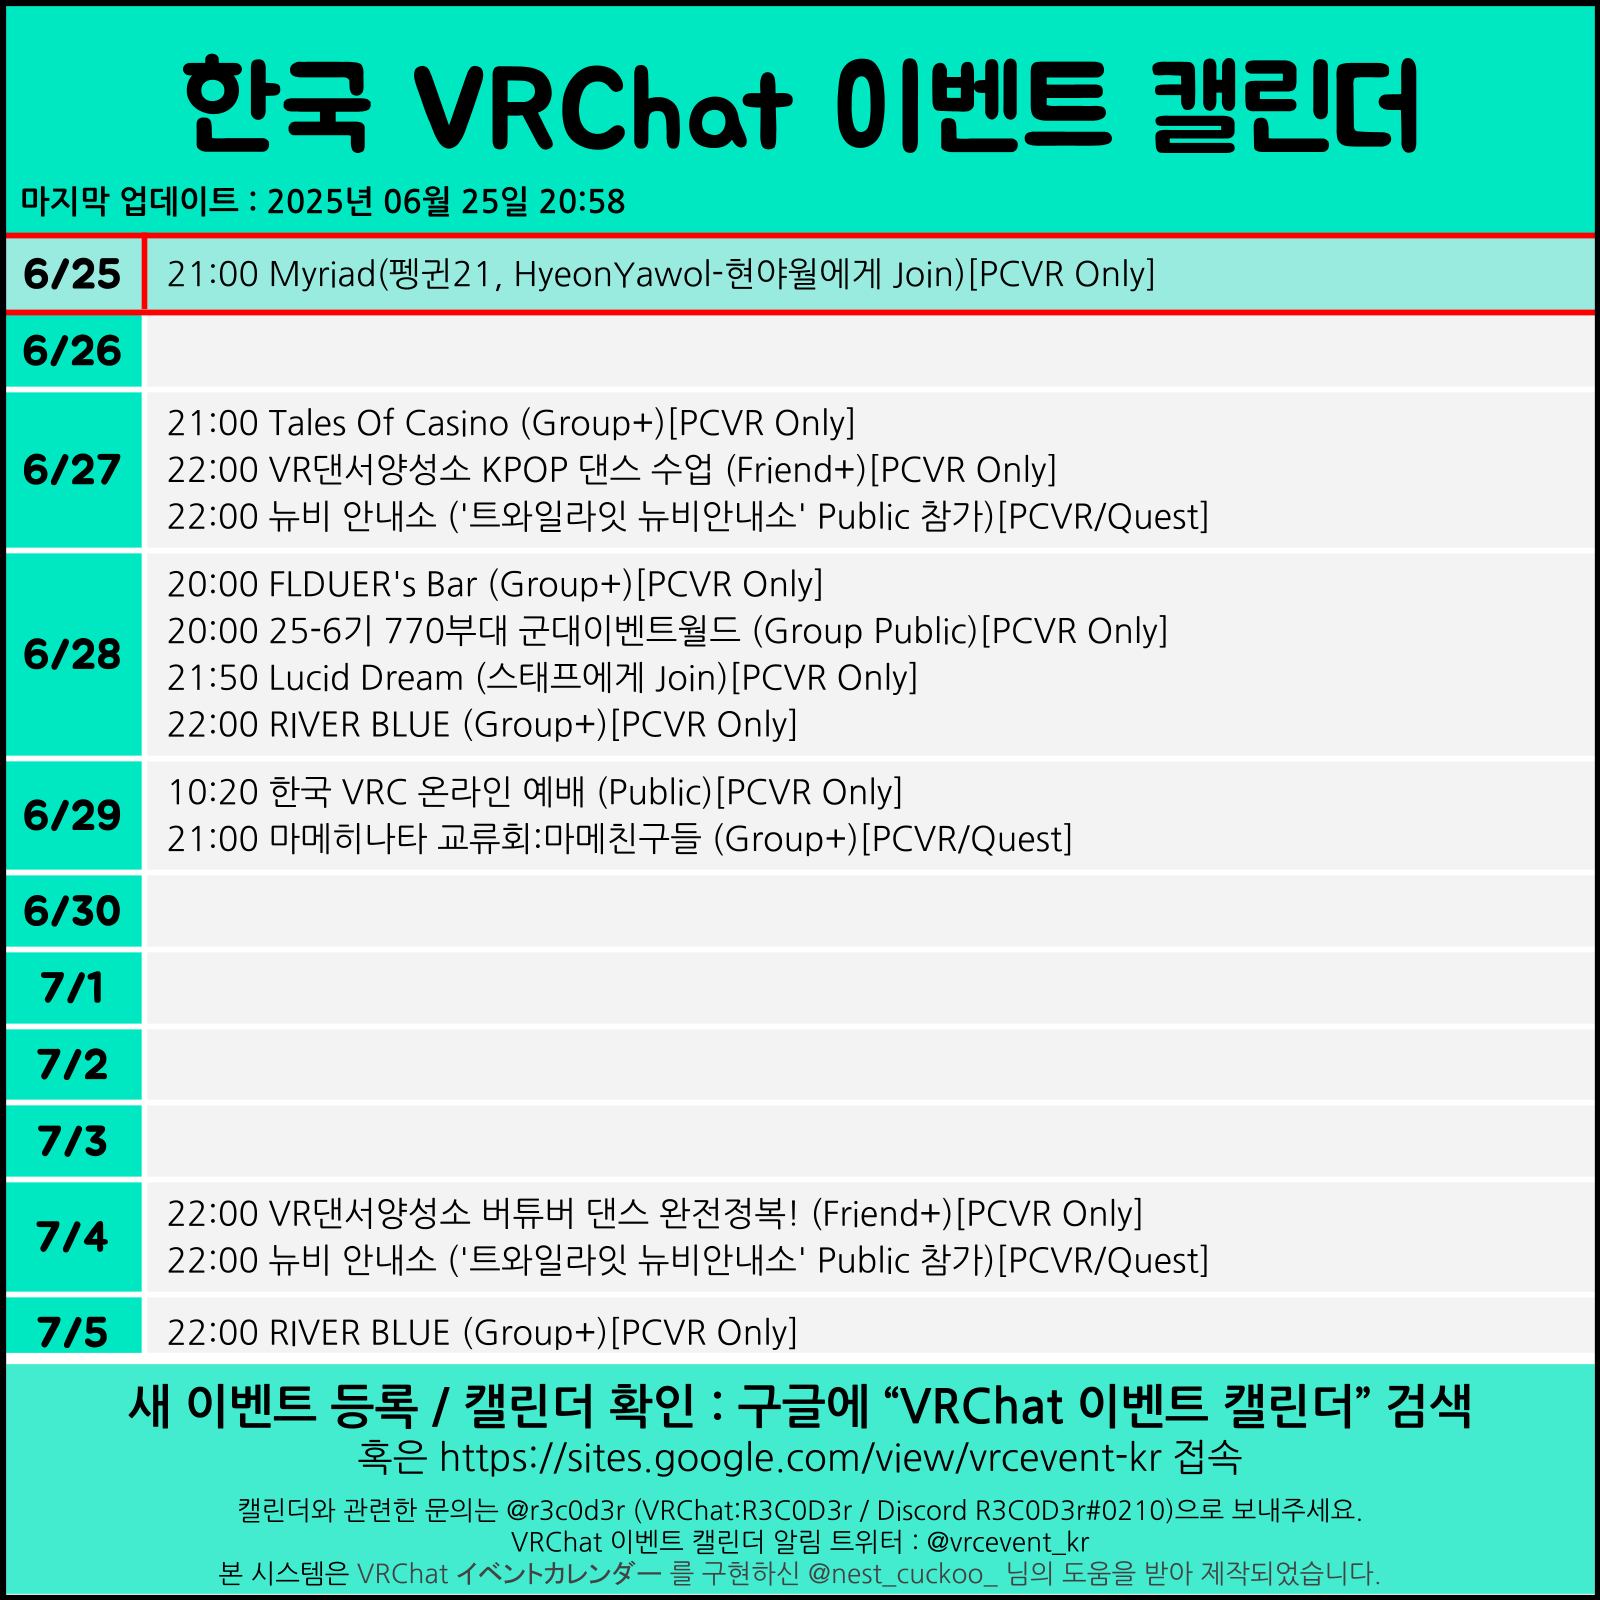 한국 VRChat 이벤트 캘린더
마지막 업데이트 : 2025년 06월 25일 20:58
6/25
21:00 Myriad(펭귄21, HyeonYawol-현야월에게 Join)[PCVR Only]
6/26
6/27
21:00 Tales Of Casino (Group+)[PCVR Only]
22:00 VR댄서양성소 KPOP 댄스 수업 (Friend+)[PCVR Only]
22:00 뉴비 안내소 ('트와일라잇 뉴비안내소' Public 참가)[PCVR/Quest]
6/28
20:00 FLDUER's Bar (Group+)[PCVR Only]
20:00 25-6기 770부대 군대이벤트월드 (Group Public)[PCVR Only]
21:50 Lucid Dream (스태프에게 Join)[PCVR Only]
22:00 RIVER BLUE (Group+)[PCVR Only]
6/29
10:20 한국 VRC 온라인 예배 (Public)[PCVR Only]
21:00 마메히나타 교류회:마메친구들 (Group+)[PCVR/Quest]
6/30
7/1
7/2
7/3
7/4
22:00 VR댄서양성소 버튜버 댄스 완전정복! (Friend+)[PCVR Only]
22:00 뉴비 안내소 ('트와일라잇 뉴비안내소' Public 참가)[PCVR/Quest]
7/5
22:00 RIVER BLUE (Group+)[PCVR Only]
새 이벤트 등록 / 캘린더 확인 : 구글에 “VRChat 이벤트 캘린더” 검색
혹은 https://sites.google.com/view/vrcevent-kr 접속
캘린더와 관련한 문의는 @r3c0d3r (VRChat:R3C0D3r / Discord R3C0D3r#0210)으로 보내주세요.
VRChat 이벤트 캘린더 알림 트위터 : @vrcevent_kr
본 시스템은 VRChat イベントカレンダー 를 구현하신 @nest_cuckoo_ 님의 도움을 받아 제작되었습니다.